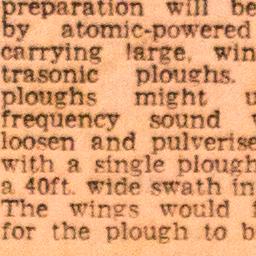 preparation will be
by atomic-powered
carrying large, win
trasonic ploughs.
ploughs might u
frequency sound
loosen and pulverise
with a single plough
a 40ft. wide swath in
The wings would f
for the plough to b